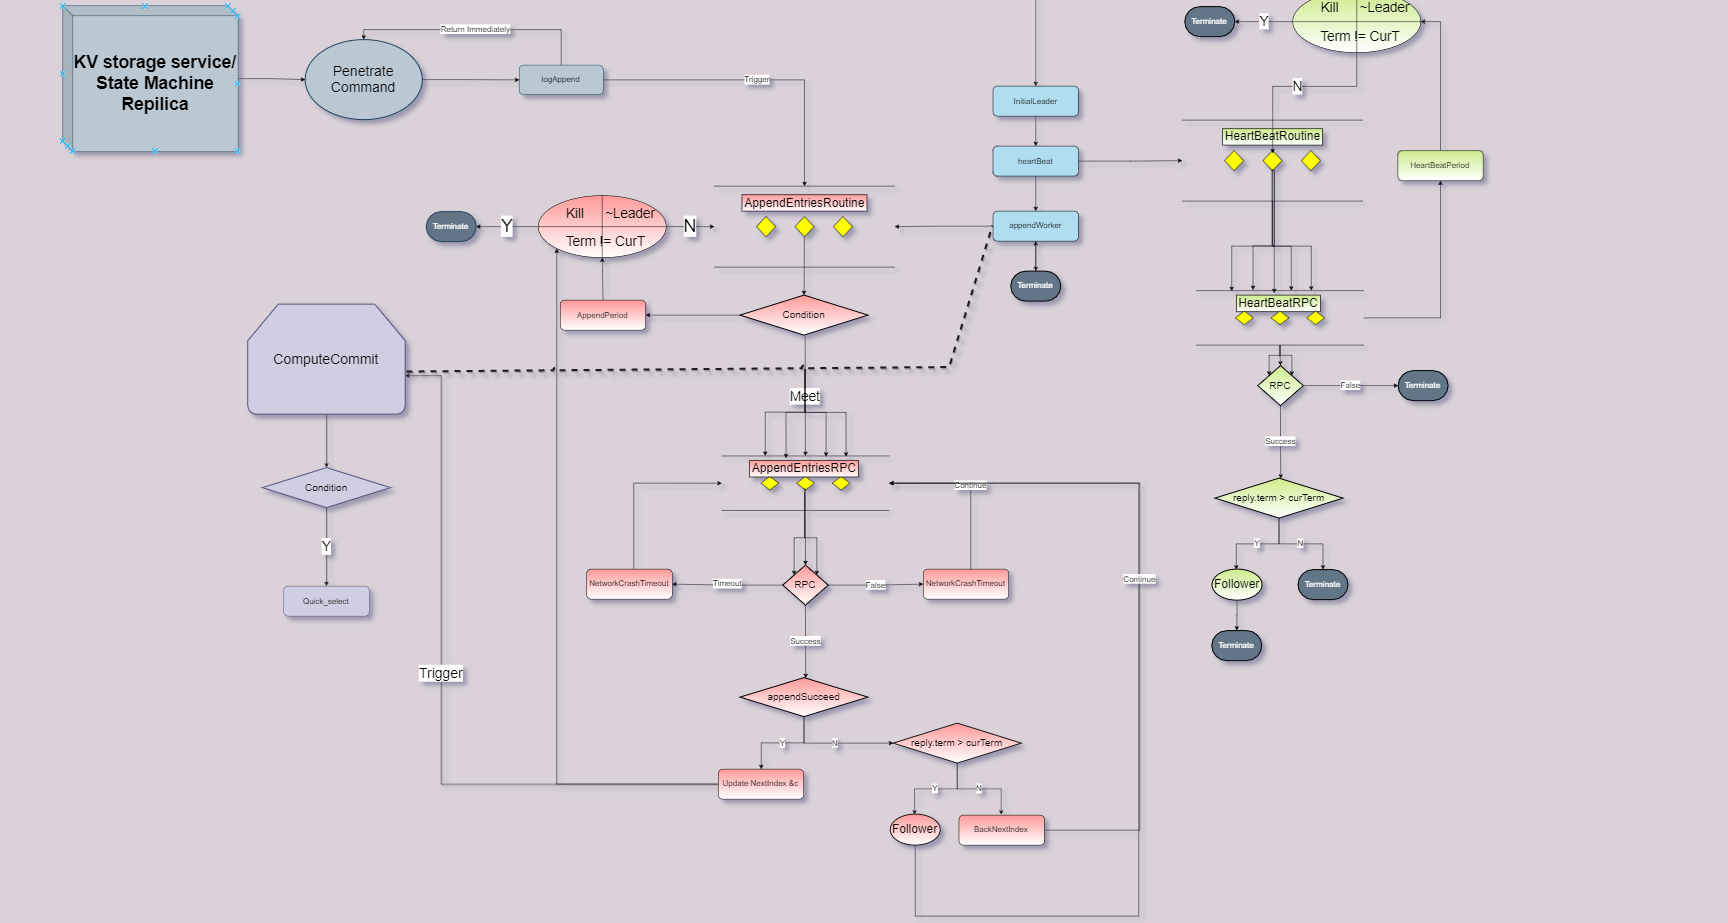 KV storage service/
State Machine
Repilica
Penetrate
Command
Return Immediately
logAppend
Trigger
InitialLeader
heartBeat
appendWorker
Terminate
Terminate
Y
Kill
~Leader
Term != CurT
N
HeartBeatRoutine
HeartBeatPeriod
HeartBeatRPC
RPC
False
Terminate
Success
reply.term > curTerm
Y
N
Follower
Terminate
Terminate
Terminate
Y
Kill
~Leader
Term != CurT
N
AppendEntriesRoutine
AppendPeriod
Condition
Meet
AppendEntriesRPC
Continue
NetworkCrashTimeout
Timeout
RPC
False
NetworkCrashTimeout
Continue
Success
appendSucceed
Y
N
reply.term > curTerm
Update NextIndex &c
Y
N
Follower
BackNextIndex
ComputeCommit
Condition
Y
Quick_select
Trigger